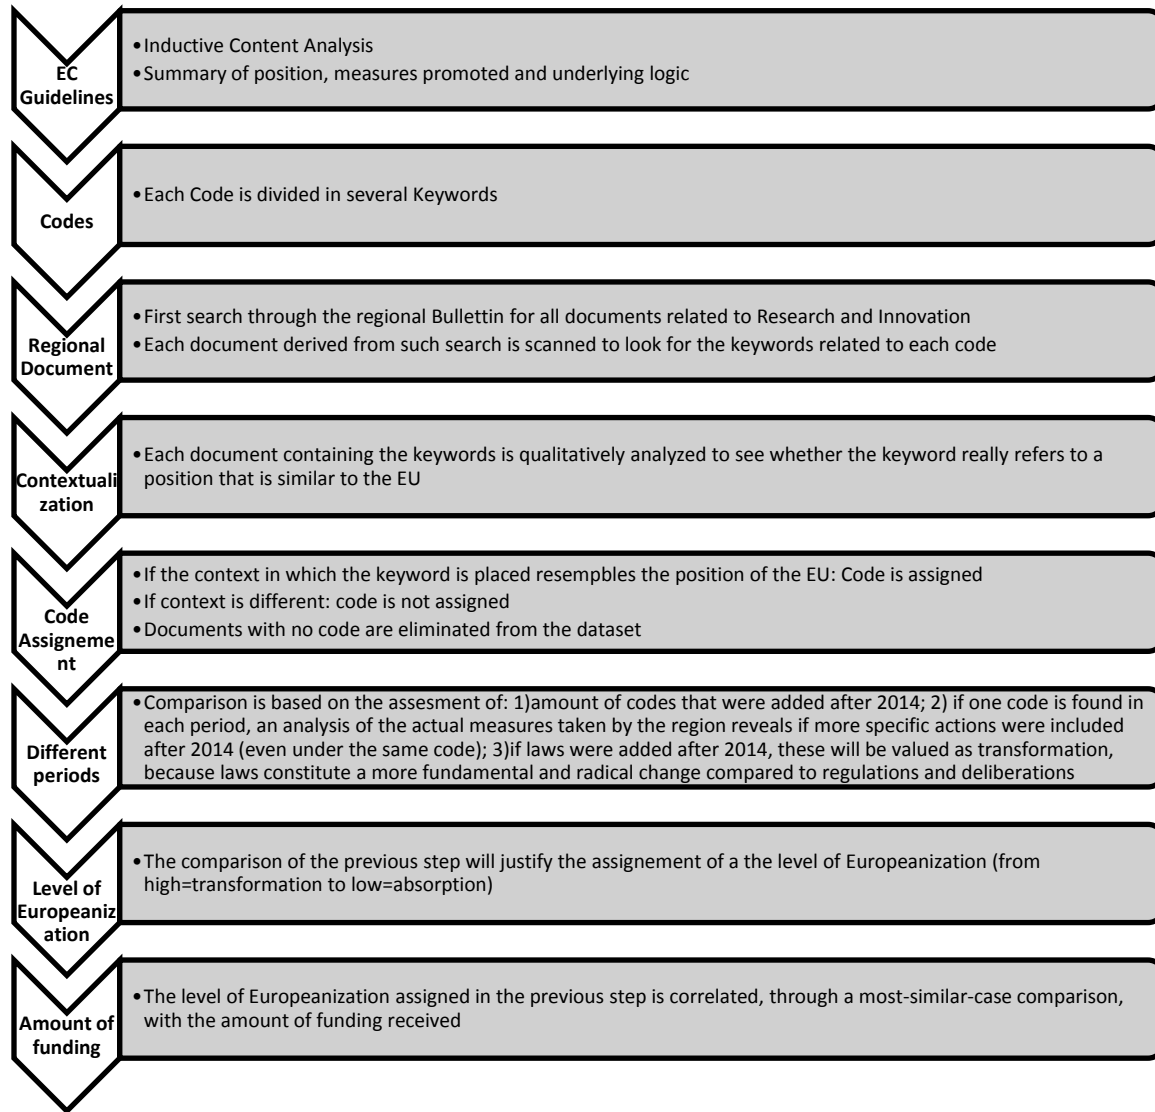 EC
Guidelines
•Inductive Content Analysis
•Summary of position, measures promoted and underlying logic
Codes
•Each Code is divided in several Keywords
Regional
Document
•First search through the regional Bullettin for all documents related to Research and Innovation
•Each document derived from such search is scanned to look for the keywords related to each code
Contextuali
zation
•Each document containing the keywords is qualitatively analyzed to see whether the keyword really refers to a
position that is similar to the EU
Code
Assigneme
nt
•If the context in which the keyword is placed resempbles the position of the EU: Code is assigned
•If context is different: code is not assigned
•Documents with no code are eliminated from the dataset
Different
periods
•Comparison is based on the assesment of: 1)amount of codes that were added after 2014; 2) if one code is found in
each period, an analysis of the actual measures taken by the region reveals if more specific actions were included
after 2014 (even under the same code); 3)if laws were added after 2014, these will be valued as transformation,
because laws constitute a more fundamental and radical change compared to regulations and deliberations
Level of
Europeaniz
ation
•The comparison of the previous step will justify the assignement of a the level of Europeanization (from
high=transformation to low=absorption)
Amount of
funding
•The level of Europeanization assigned in the previous step is correlated, through a most-similar-case comparison,
with the amount of funding received